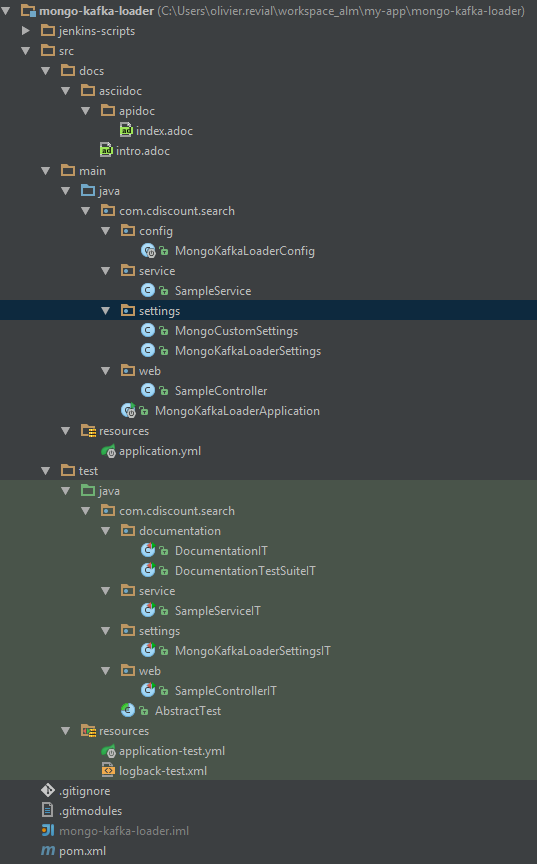 mongo-kafka-loader (C:\Users\olivier.revial\workspace_alm\my-app\mongo-kafka-loader)
jenkins-scripts
src
docs
asciidoc
apidoc
index.adoc
intro.adoc
main
java
com.cdiscount.search
config
MongoKafkaLoaderConfig
service
SampleService
settings
MongoCustomSettings
MongoKafkaLoaderSettings
web
SampleController
MongoKafkaLoaderApplication
resources
application.yml
test
java
com.cdiscount.search
documentation
DocumentationIT
DocumentationTestSuiteIT
service
SampleServiceIT
settings
MongoKafkaLoaderSettingsIT
web
SampleControllerIT
AbstractTest
resources
application-test.yml
logback-test.xml
.gitignore
.gitmodules
mongo-kafka-loader.iml
pom.xml